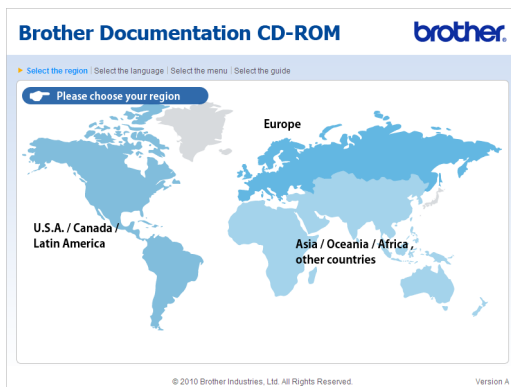 Brother Documentation CD-ROM
brother
Select the region | Select the language | Select the menu | Select the guide
Please choose your region
Europe
U.S.A. / Canada /
Latin America
Asia / Oceania / Africa ,
other countries
© 2010 Brother Industries, Ltd. All Rights Reserved.
Version A